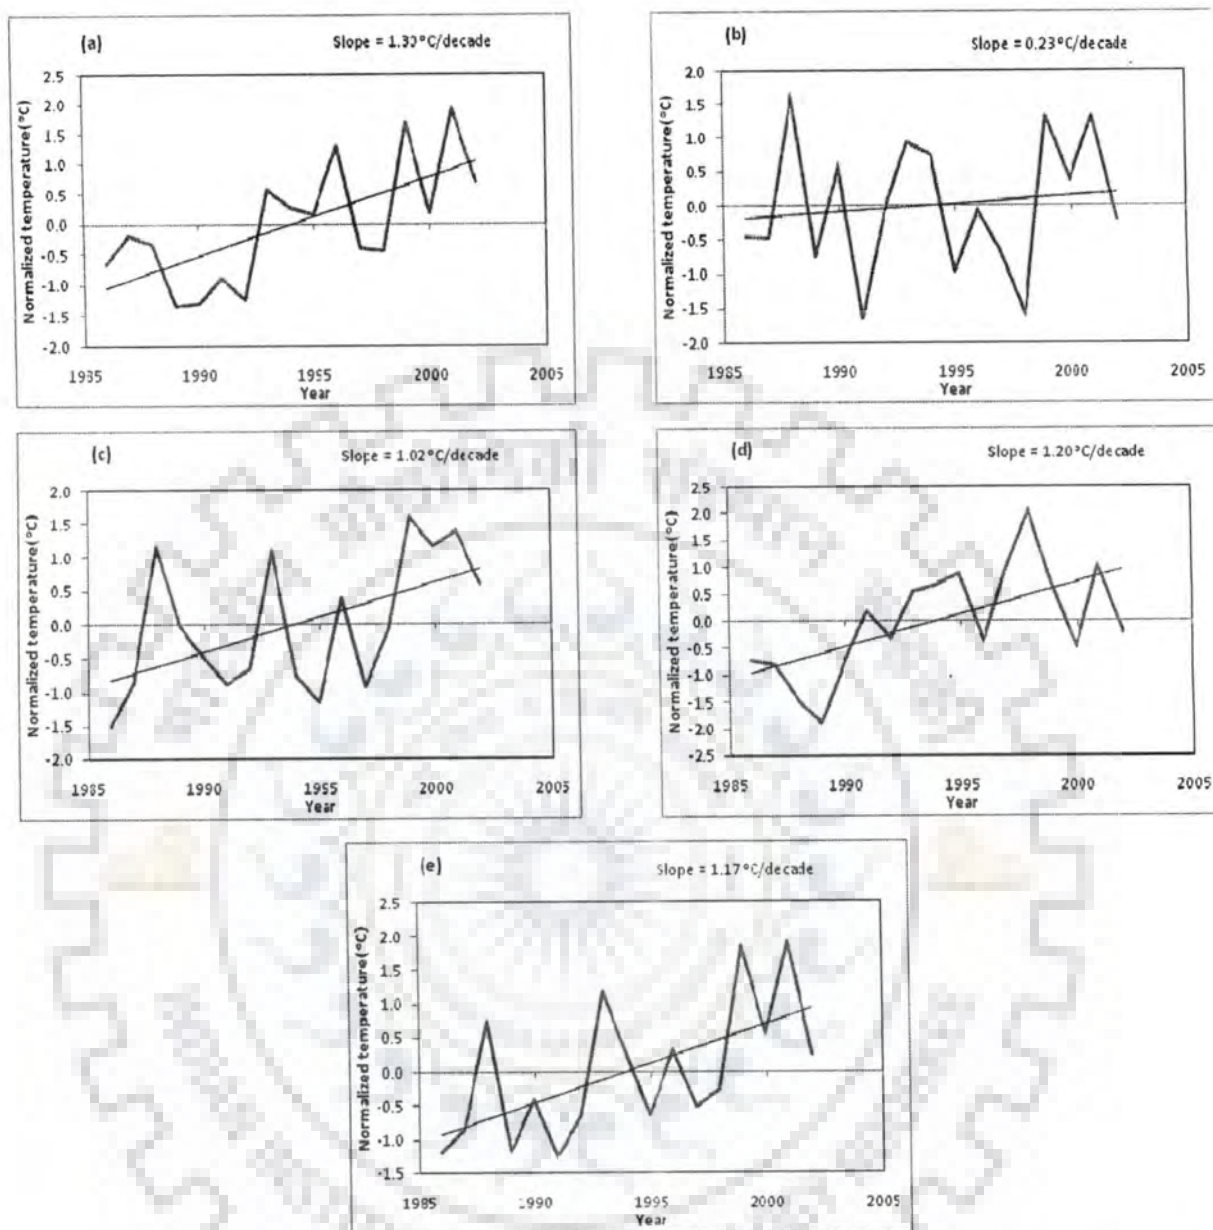 (a)
Slope = 1.30°C/decade
Normalized temperature(°C)
2.5
2.0
1.5
1.0
0.5
0.0
-0.5
-1.0
-1.5
-2.0
1985 1990 1995 2000 2005
Year
(b)
Slope = 0.23°C/decade
Normalized temperature(°C)
2.0
1.5
1.0
0.5
0.0
-0.5
-1.0
-1.5
-2.0
1985 1990 1995 2000 2005
Year
(c)
Slope = 1.02°C/decade
Normalized temperature(°C)
2.0
1.5
1.0
0.5
0.0
-0.5
-1.0
-1.5
-2.0
1985 1990 1995 2000 2005
Year
(d)
Slope = 1.20°C/decade
Normalized temperature(°C)
2.5
2.0
1.5
1.0
0.5
0.0
-0.5
-1.0
-1.5
-2.0
-2.5
1985 1990 1995 2000 2005
Year
(e)
Slope = 1.17°C/decade
Normalized temperature(°C)
2.5
2.0
1.5
1.0
0.5
0.0
-0.5
-1.0
-1.5
1985 1990 1995 2000 2005
Year